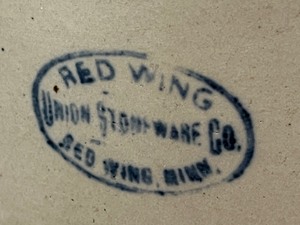 RED WING
UNION STONEWARE CO.
RED WING, MINN.